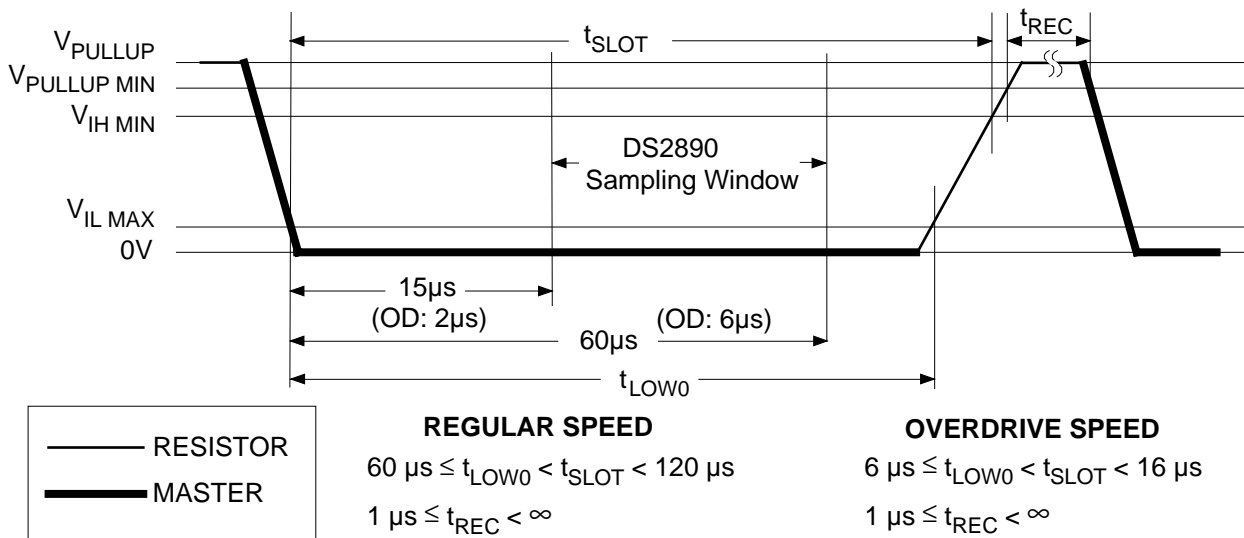 V_PULLUP
V_PULLUP MIN
V_IH MIN
V_IL MAX
0V
t_SLOT
t_REC
DS2890
Sampling Window
15µs
(OD: 2µs)
(OD: 6µs)
60µs
t_LOW0
RESISTOR
MASTER
REGULAR SPEED
60 µs ≤ t_LOW0 < t_SLOT < 120 µs
1 µs ≤ t_REC < ∞
OVERDRIVE SPEED
6 µs ≤ t_LOW0 < t_SLOT < 16 µs
1 µs ≤ t_REC < ∞